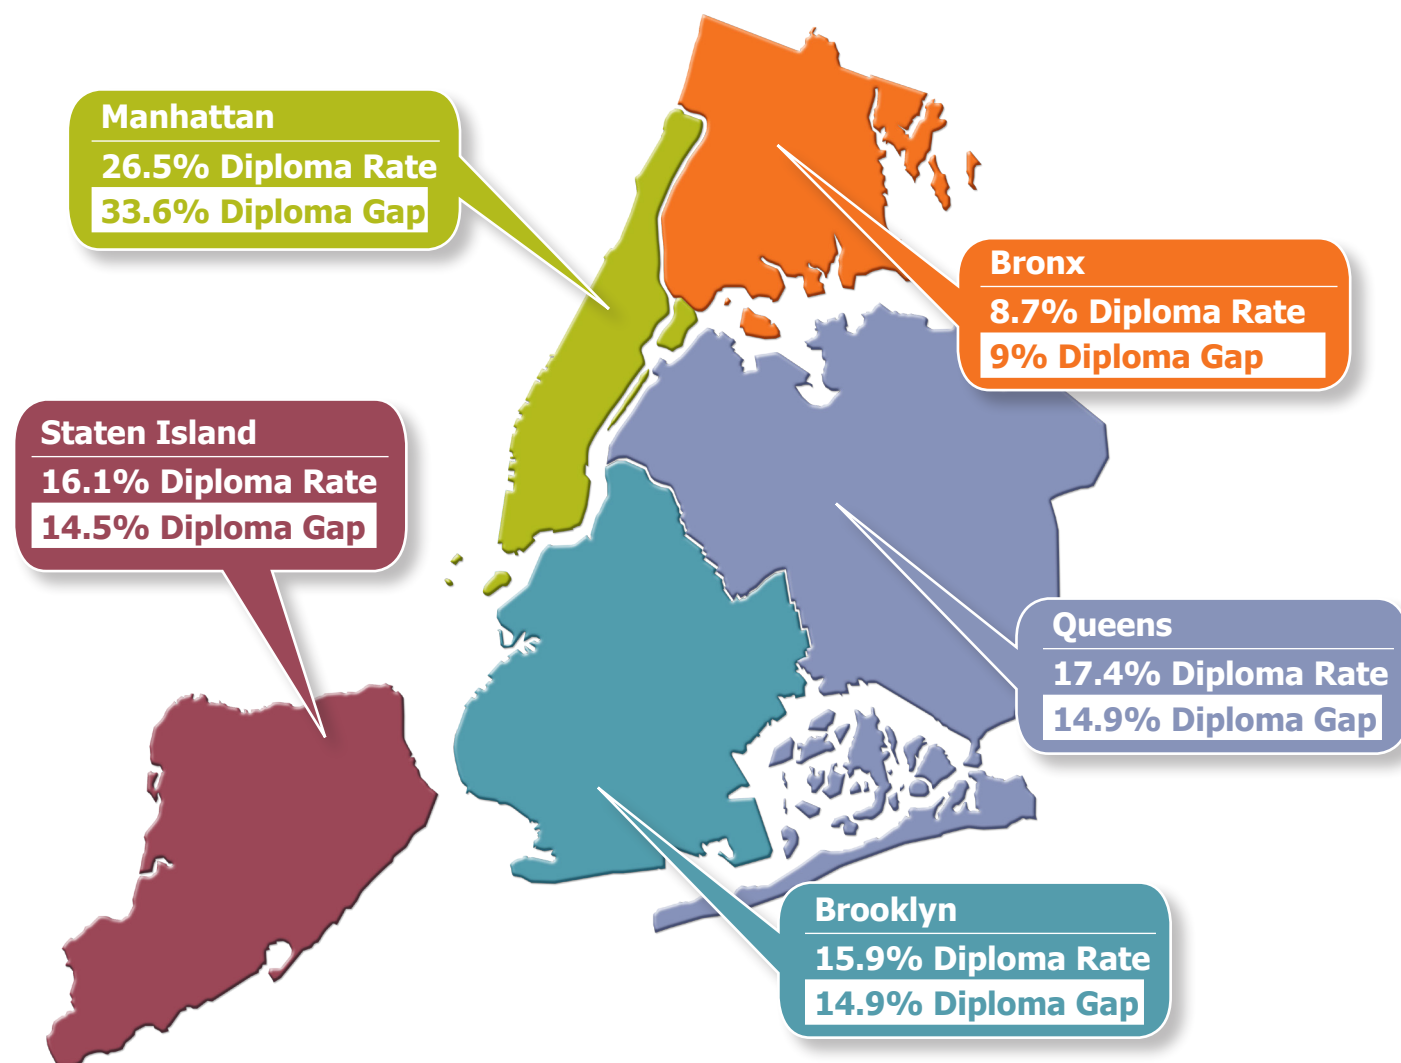 Manhattan
26.5% Diploma Rate
33.6% Diploma Gap
Bronx
8.7% Diploma Rate
9% Diploma Gap
Staten Island
16.1% Diploma Rate
14.5% Diploma Gap
Queens
17.4% Diploma Rate
14.9% Diploma Gap
Brooklyn
15.9% Diploma Rate
14.9% Diploma Gap